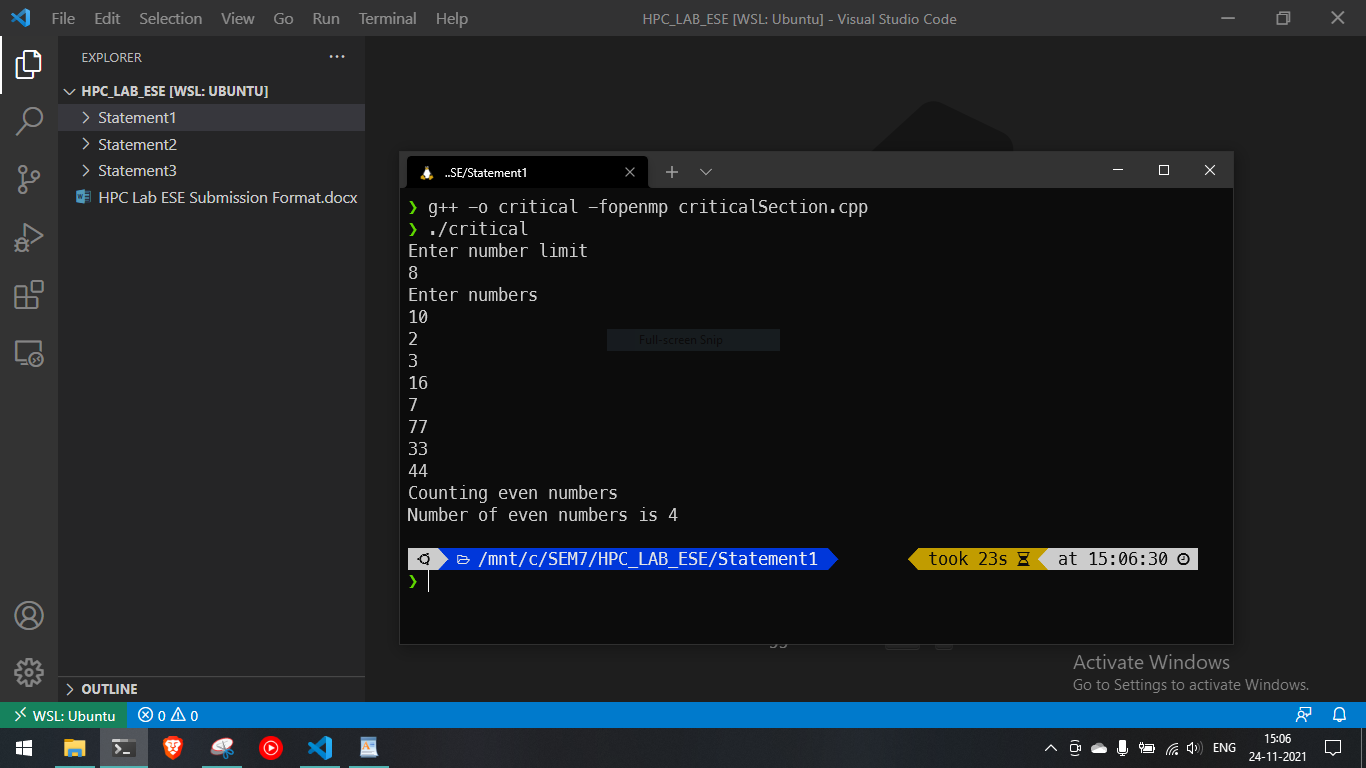 File Edit Selection View Go Run Terminal Help
HPC_LAB_ESE [WSL: Ubuntu] - Visual Studio Code
EXPLORER
HPC_LAB_ESE [WSL: UBUNTU]
Statement1
Statement2
Statement3
HPC Lab ESE Submission Format.docx
OUTLINE
..SE/Statement1
❯ g++ -o critical -fopenmp criticalSection.cpp
❯ ./critical
Enter number limit
8
Enter numbers
10
2
Full-screen Snip
3
16
7
77
33
44
Counting even numbers
Number of even numbers is 4
/mnt/c/SEM7/HPC_LAB_ESE/Statement1 took 23s at 15:06:30
❯
Activate Windows
Go to Settings to activate Windows.
WSL: Ubuntu 0 0
ENG
15:06
24-11-2021